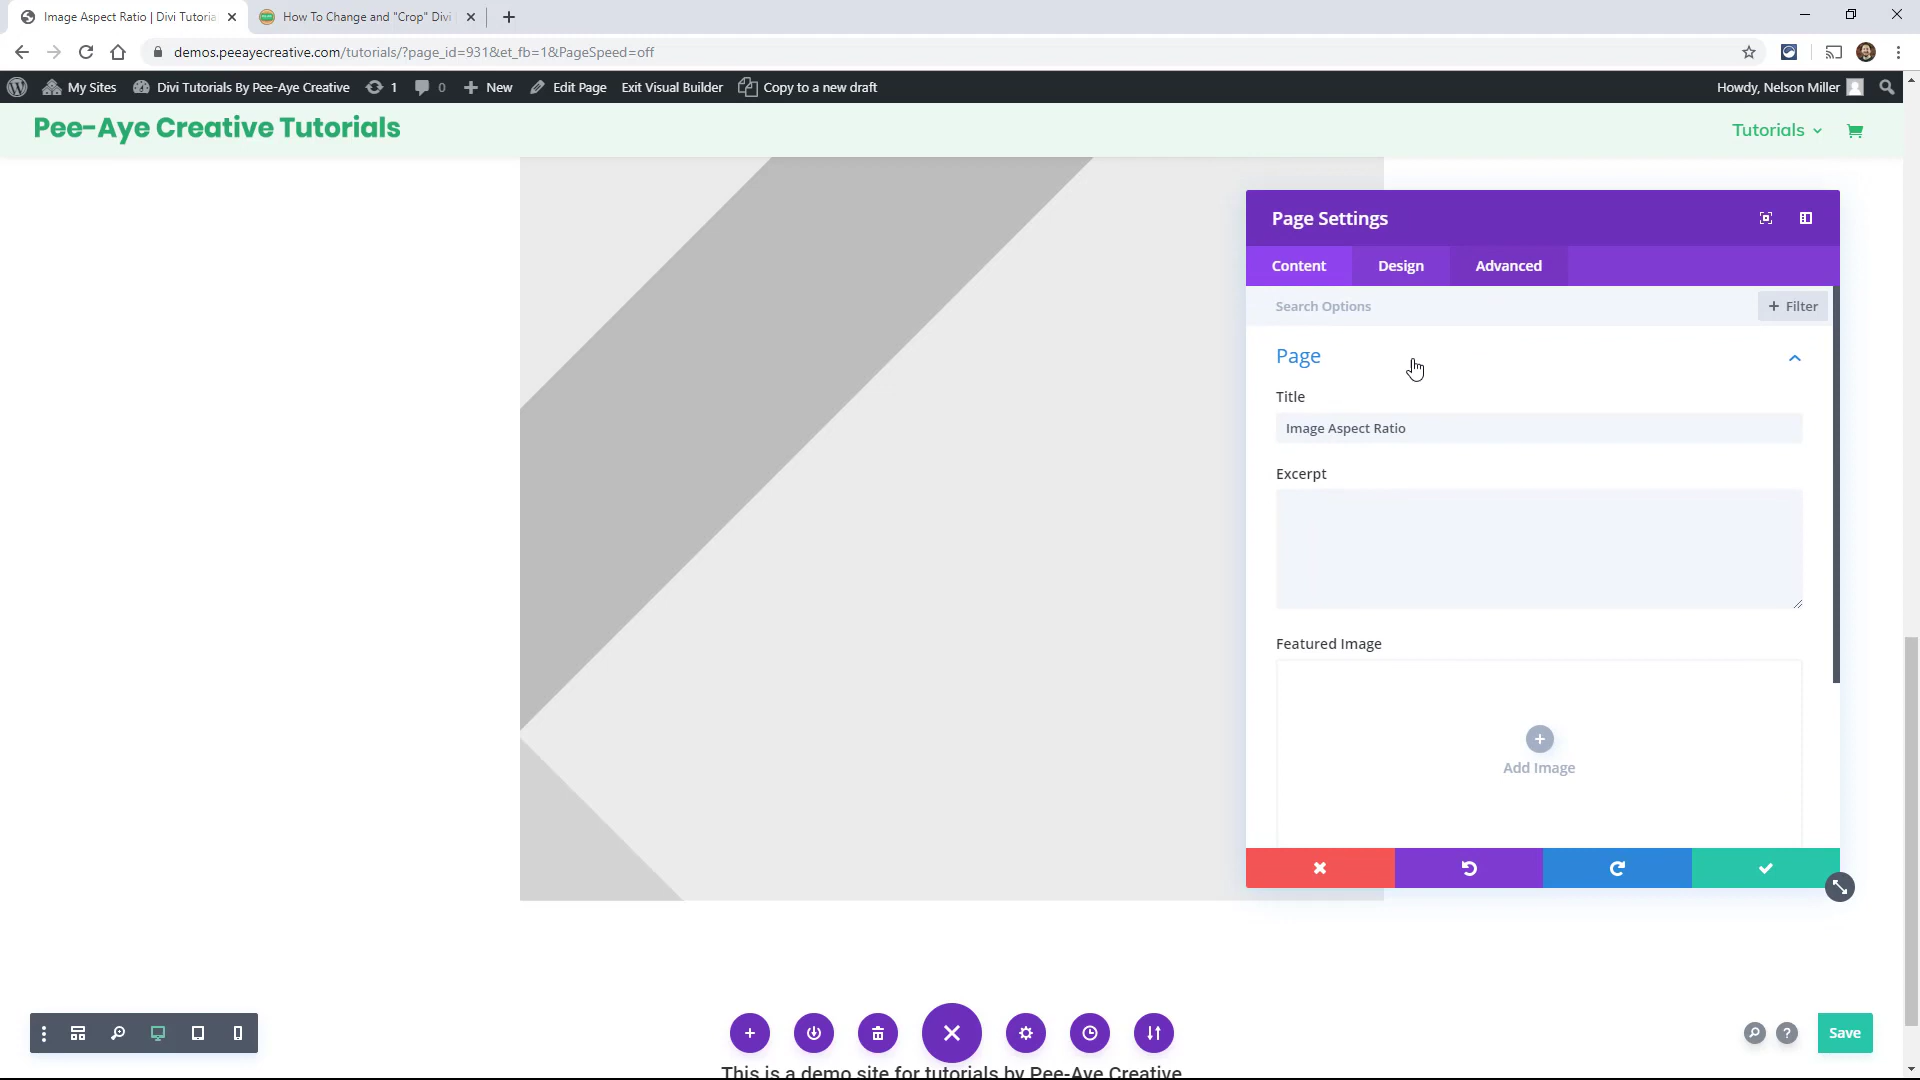 Image Aspect Ratio | Divi Tutoria
How To Change and "Crop" Divi
demos.peeayecreative.com/tutorials/?page_id=931&et_fb=1&PageSpeed=off
My Sites
Divi Tutorials By Pee-Aye Creative
1
0
New
Edit Page
Exit Visual Builder
Copy to a new draft
Howdy, Nelson Miller
Pee-Aye Creative Tutorials
Tutorials
Page Settings
Content
Design
Advanced
Search Options
+ Filter
Page
Title
Image Aspect Ratio
Excerpt
Featured Image
Add Image
Save
This is a demo site for tutorials by Pee-Aye Creative